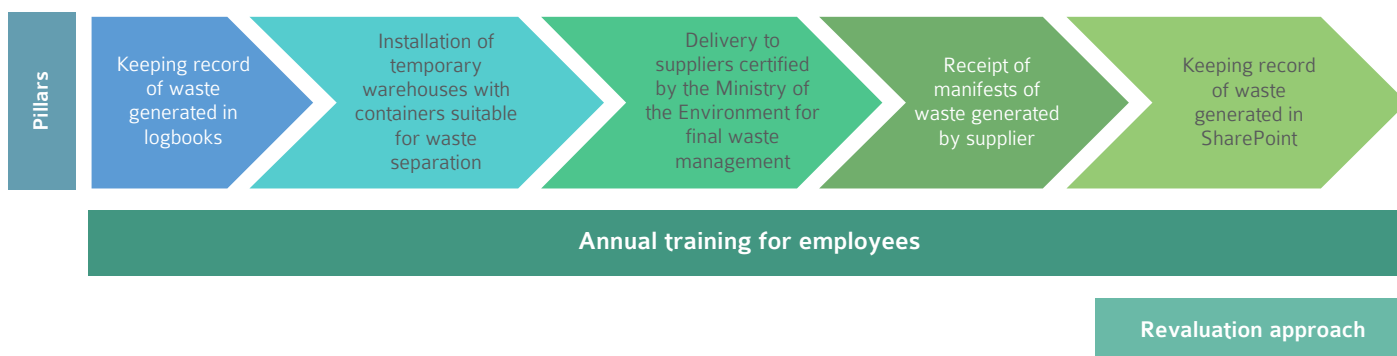 Pillars
Keeping record
of waste
generated in
logbooks
Installation of
temporary
warehouses with
containers suitable
for waste
separation
Delivery to
suppliers certified
by the Ministry of
the Environment for
final waste
management
Receipt of
manifests of
waste generated
by supplier
Keeping record
of waste
generated in
SharePoint
Annual training for employees
Revaluation approach